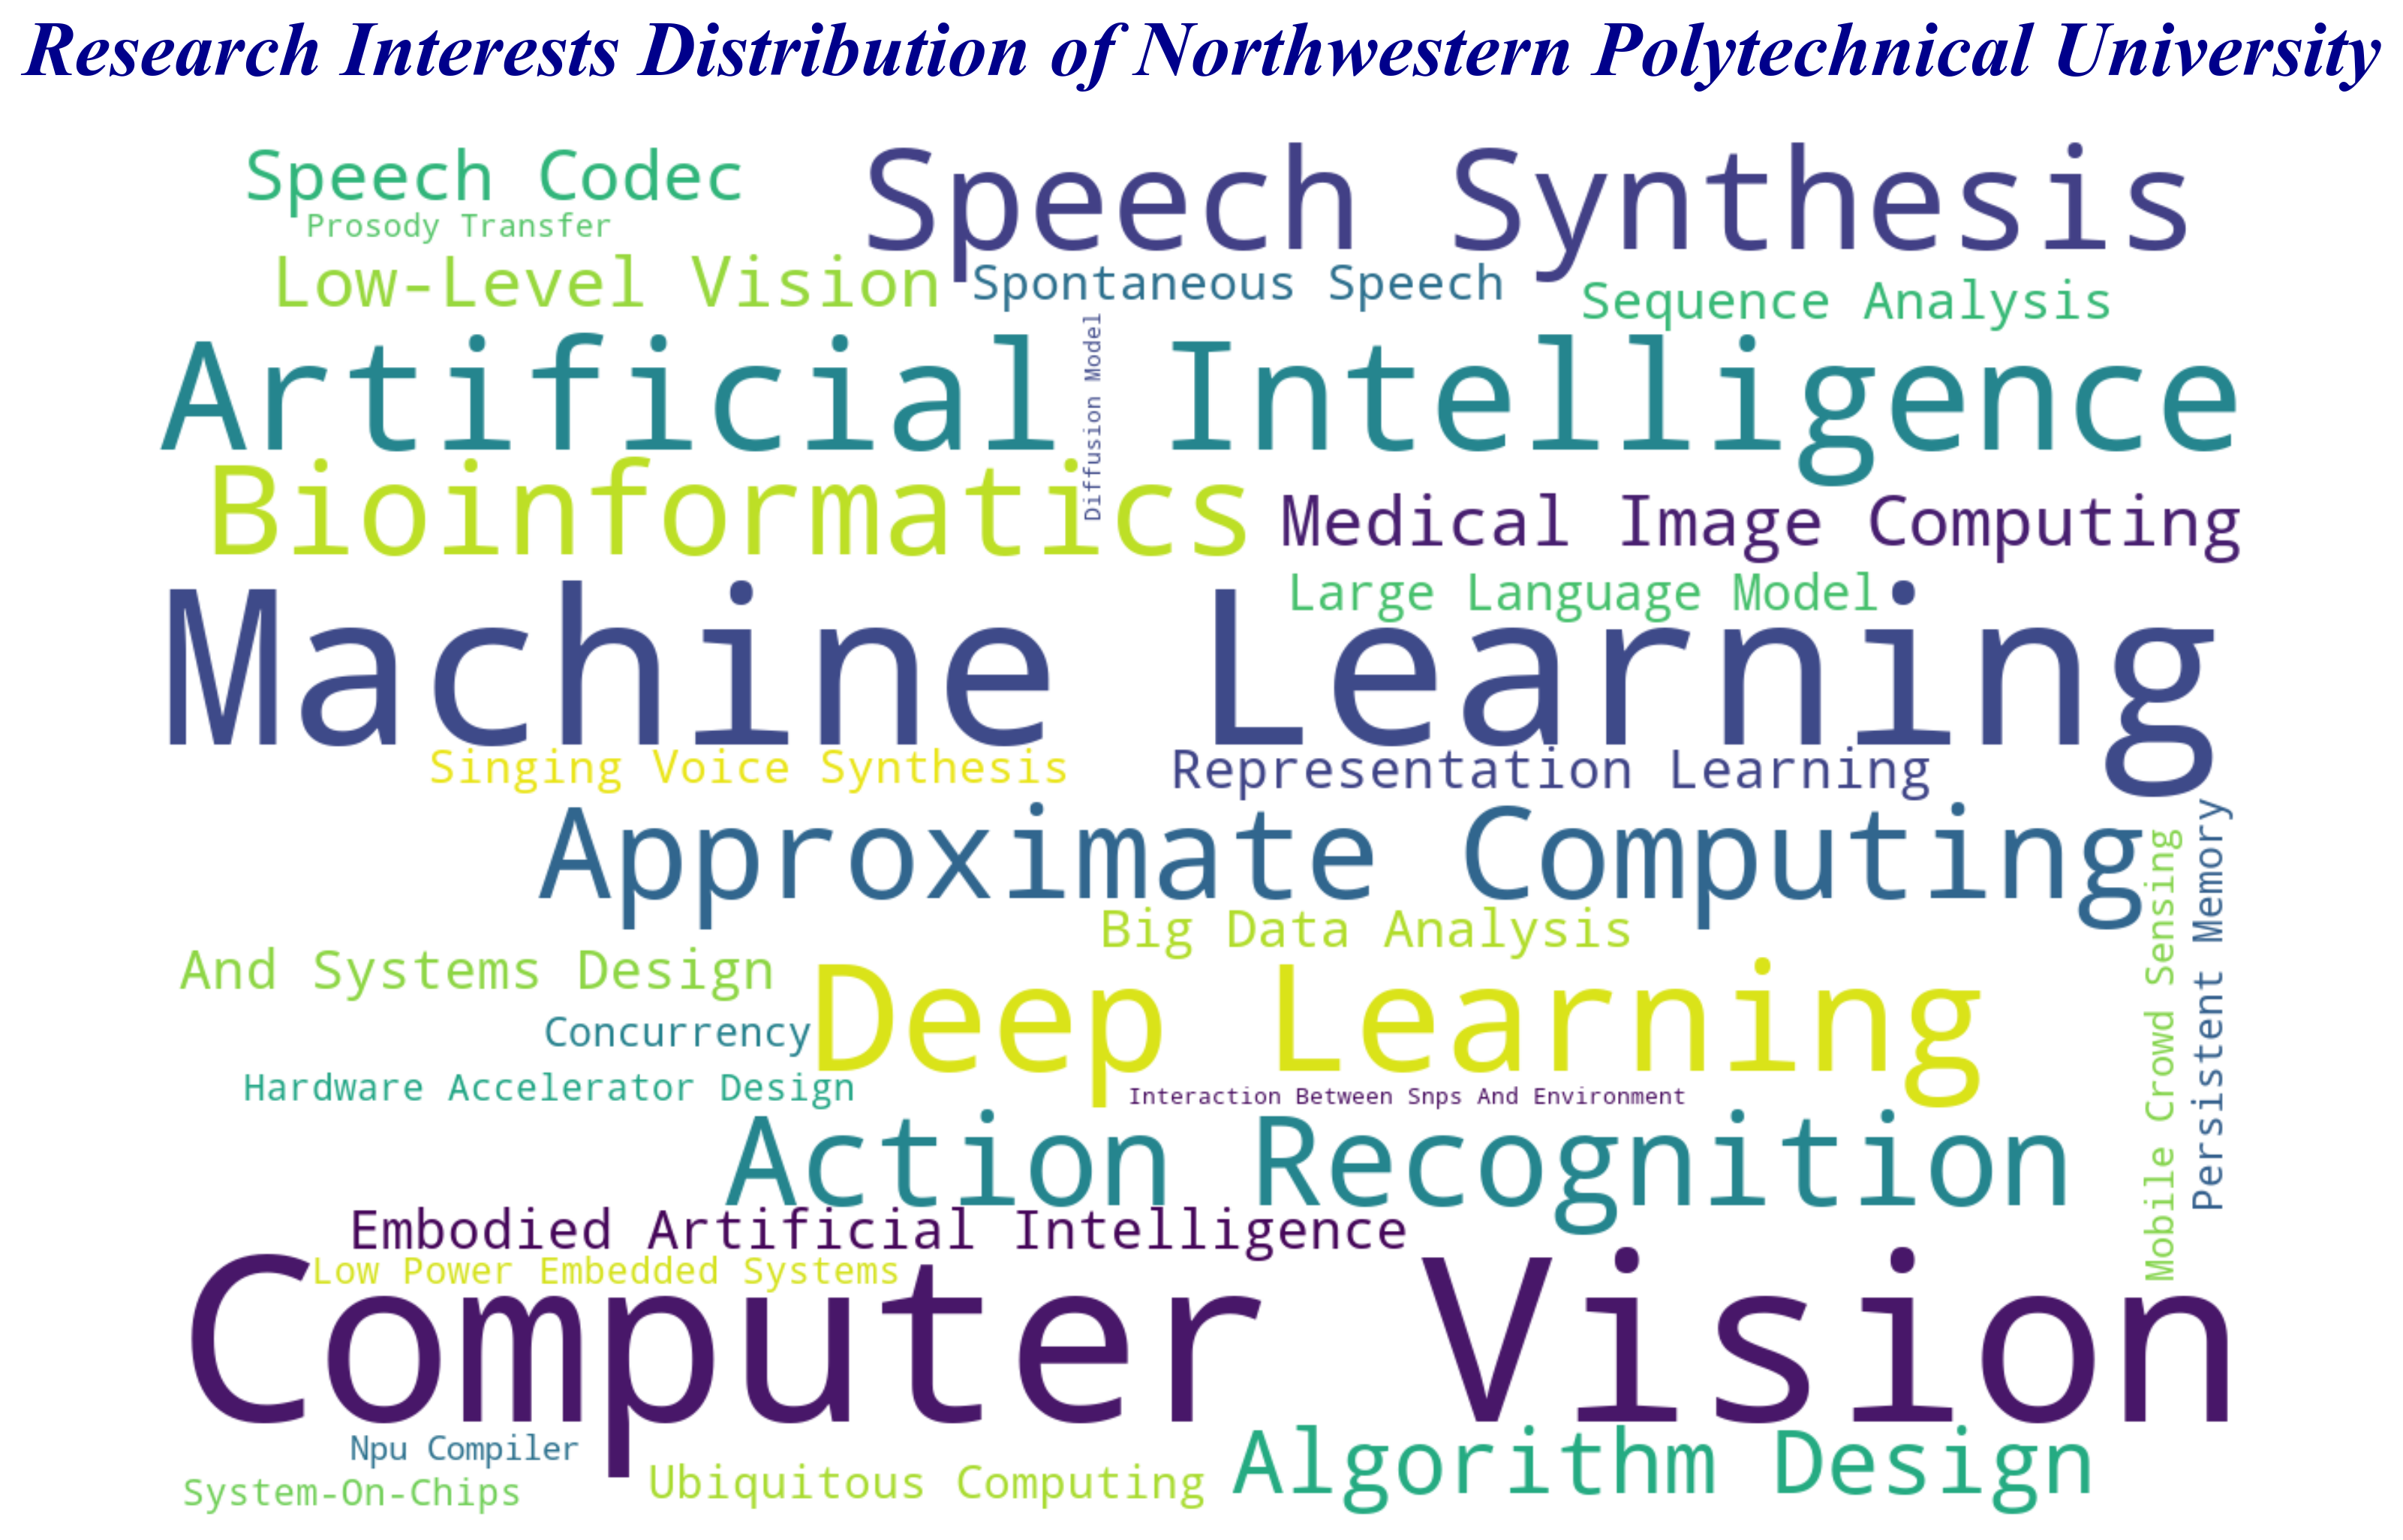 Research Interests Distribution of Northwestern Polytechnical University
Speech Codec
Speech Synthesis
Prosody Transfer
Low-Level Vision
Spontaneous Speech
Sequence Analysis
Diffusion Model
Artificial Intelligence
Bioinformatics
Medical Image Computing
Large Language Model
Machine Learning
Singing Voice Synthesis
Representation Learning
Approximate Computing
Big Data Analysis
Mobile Crowd Sensing
Persistent Memory
And Systems Design
Deep Learning
Concurrency
Hardware Accelerator Design
Interaction Between Snps And Environment
Action Recognition
Embodied Artificial Intelligence
Low Power Embedded Systems
Computer Vision
Npu Compiler
Algorithm Design
System-On-Chips
Ubiquitous Computing